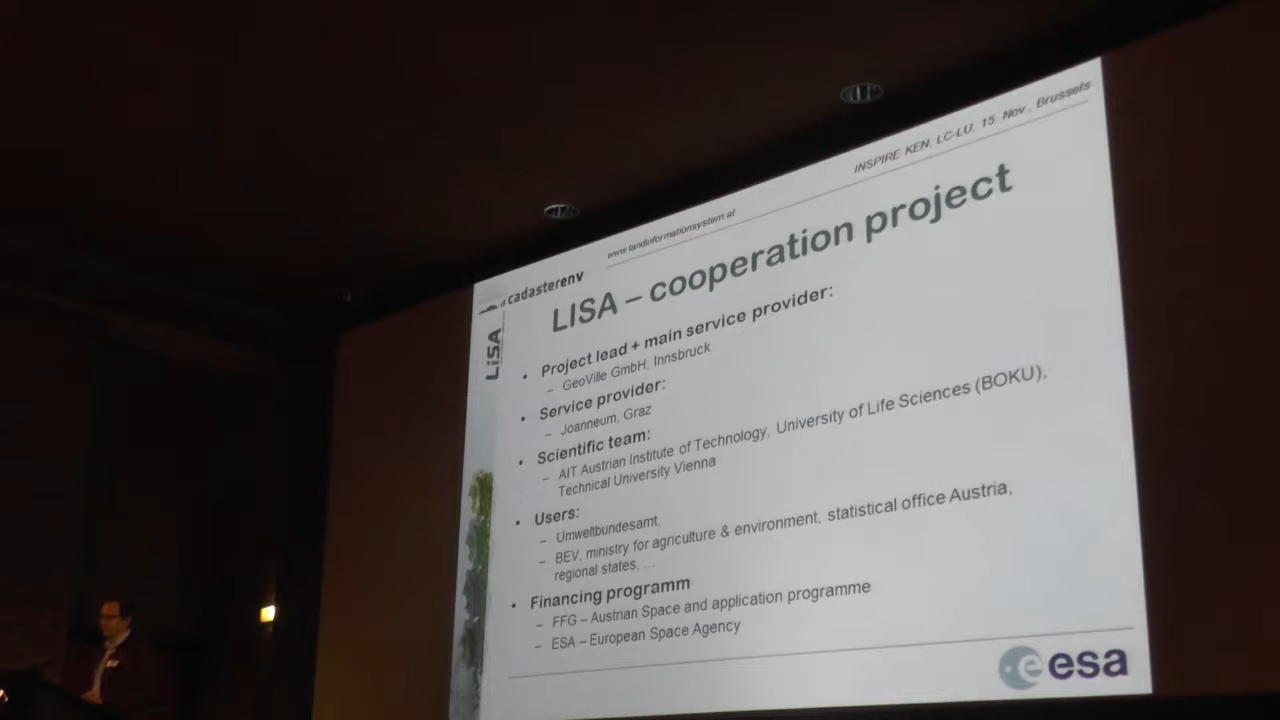 INSPIRE KEN, LC-LU, 15. Nov., Brussels
www.landinformationsystem.at
cadasterenv
LISA
LISA – cooperation project
• Project lead + main service provider:
– GeoVille GmbH, Innsbruck
• Service provider:
– Joanneum, Graz
• Scientific team:
– AIT Austrian Institute of Technology, University of Life Sciences (BOKU),
Technical University Vienna
• Users:
– Umweltbundesamt,
– BEV, ministry for agriculture & environment, statistical office Austria,
regional states, …
• Financing programm
– FFG – Austrian Space and application programme
– ESA – European Space Agency
esa